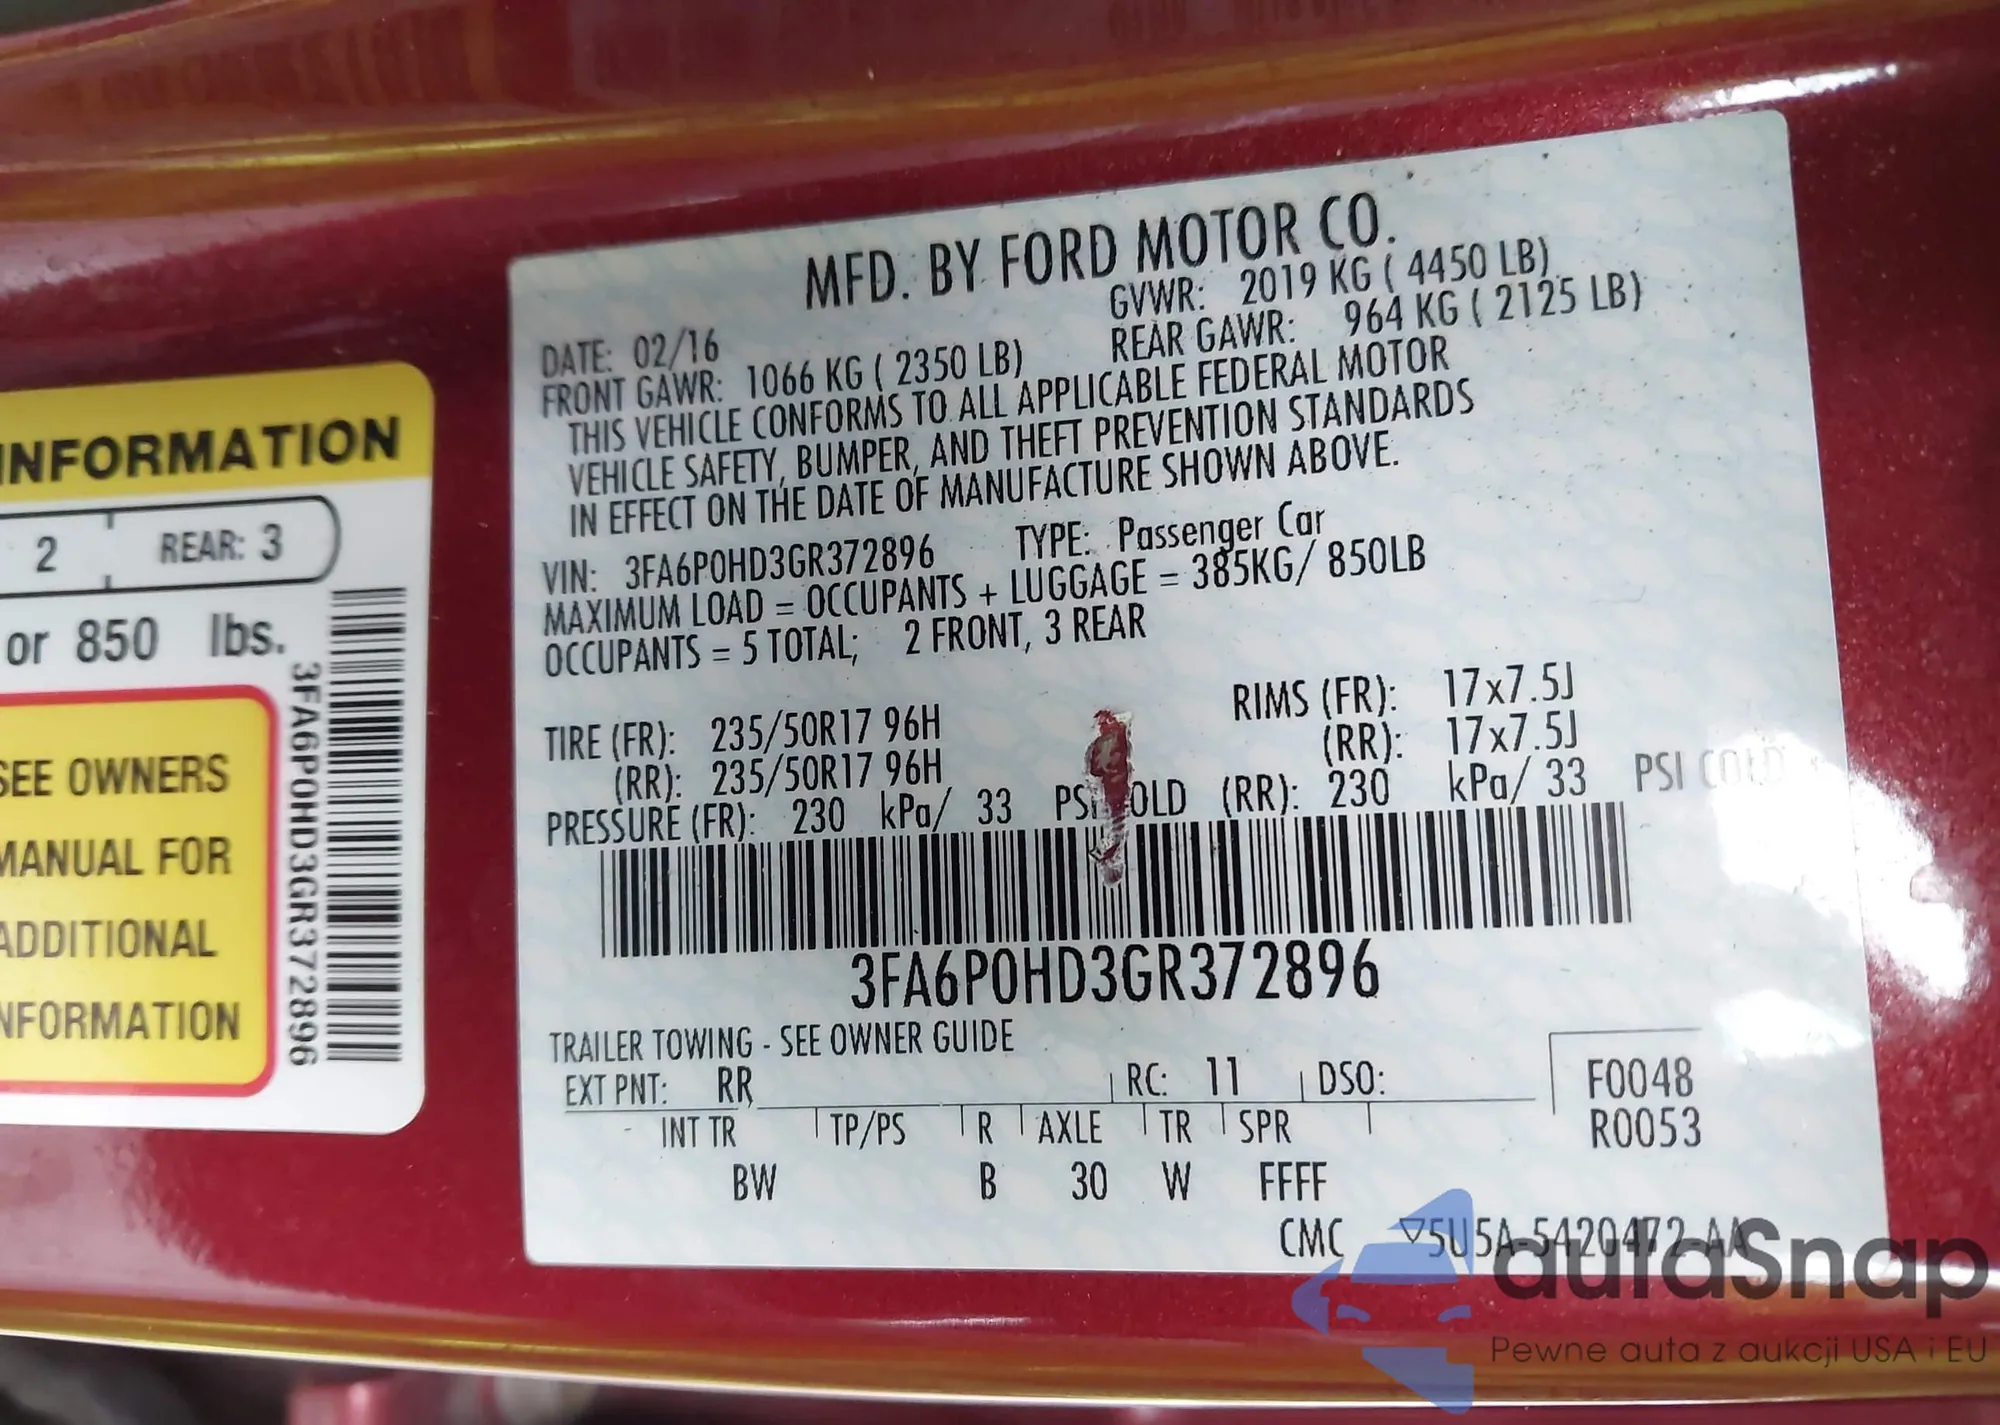 INFORMATION
2 REAR: 3
or 850 lbs.
SEE OWNERS
MANUAL FOR
ADDITIONAL
INFORMATION
3FA6P0HD3GR372896
MFD. BY FORD MOTOR CO.
DATE: 02/16 GVWR: 2019 KG ( 4450 LB)
FRONT GAWR: 1066 KG ( 2350 LB) REAR GAWR: 964 KG ( 2125 LB)
THIS VEHICLE CONFORMS TO ALL APPLICABLE FEDERAL MOTOR
VEHICLE SAFETY, BUMPER, AND THEFT PREVENTION STANDARDS
IN EFFECT ON THE DATE OF MANUFACTURE SHOWN ABOVE.
VIN: 3FA6P0HD3GR372896 TYPE: Passenger Car
MAXIMUM LOAD = OCCUPANTS + LUGGAGE = 385KG/ 850LB
OCCUPANTS = 5 TOTAL; 2 FRONT, 3 REAR
TIRE (FR): 235/50R17 96H RIMS (FR): 17x7.5J
(RR): 235/50R17 96H (RR): 17x7.5J
PRESSURE (FR): 230 kPa/ 33 PSI COLD (RR): 230 kPa/ 33 PSI COLD
3FA6P0HD3GR372896
TRAILER TOWING - SEE OWNER GUIDE
EXT PNT: RR RC: 11 DSO: F0048
R0053
INT TR TP/PS R AXLE TR SPR
BW B 30 W FFFF
CMC ▽5U5A-5420472-AA
autaSnap
Pewne auta z aukcji USA i EU